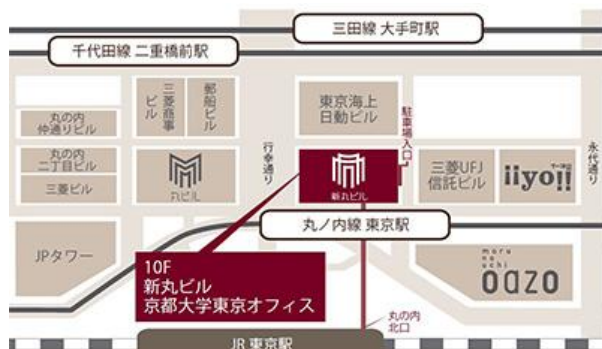 三田線 大手町駅
千代田線 二重橋前駅
丸の内
仲通りビル
三菱商事
ビル
郵船ビル
東京海上
日動ビル
駐車場入口
行幸通り
永代通り
丸の内
二丁目ビル
三菱ビル
丸ビル
新丸ビル
三菱UFJ
信託ビル
iiyo!!
丸ノ内線 東京駅
JPタワー
10F
新丸ビル
京都大学東京オフィス
maru
no
uchi
oazo
丸の内
北口
JR 東京駅